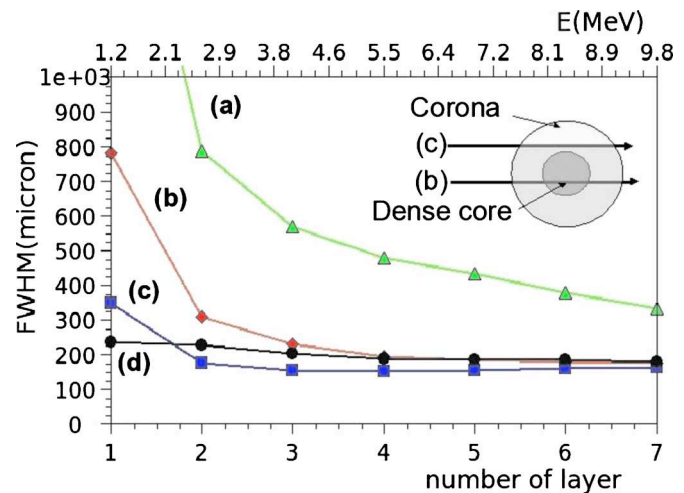 E(MeV)
1.2 2.1 2.9 3.8 4.6 5.5 6.4 7.2 8.1 8.9 9.8
1e+03
900
800
700
600
500
400
300
200
100
0
FWHM(micron)
(a)
(b)
(c)
(d)
Corona
(c)
(b)
Dense core
1 2 3 4 5 6 7
number of layer